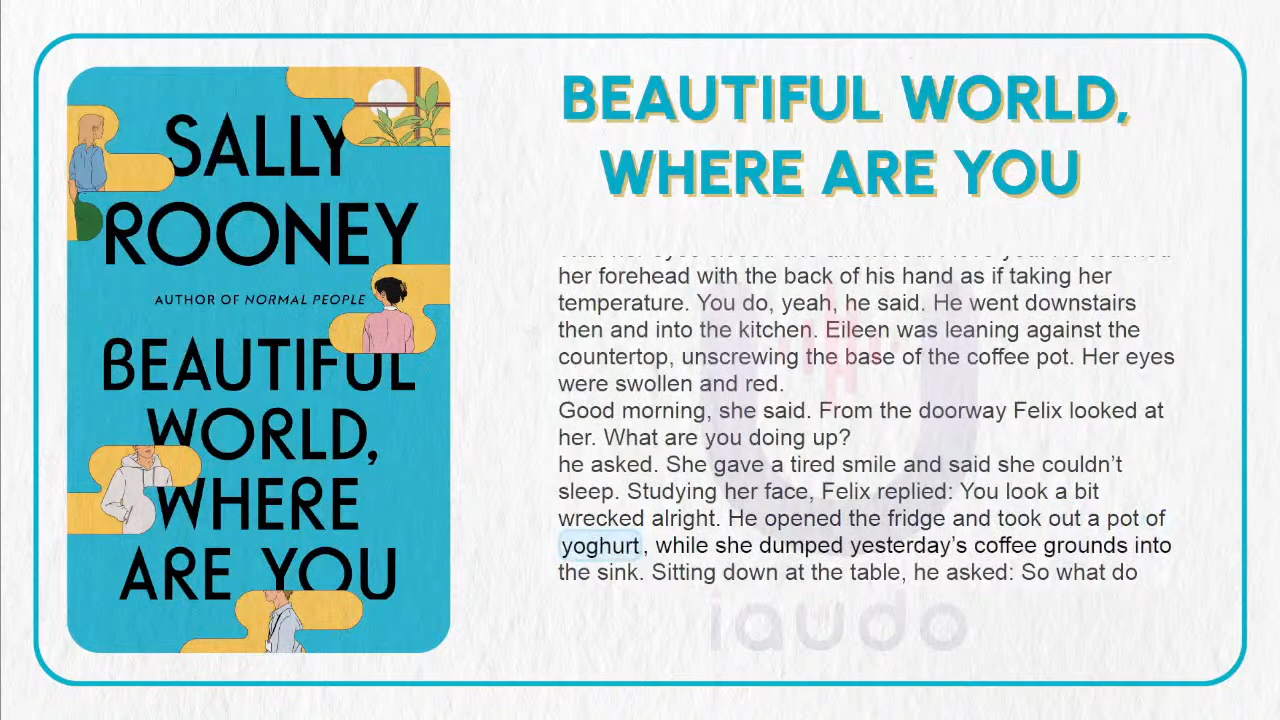 SALLY
ROONEY
AUTHOR OF NORMAL PEOPLE
BEAUTIFUL
WORLD,
WHERE
ARE YOU
BEAUTIFUL WORLD,
WHERE ARE YOU
her forehead with the back of his hand as if taking her
temperature. You do, yeah, he said. He went downstairs
then and into the kitchen. Eileen was leaning against the
countertop, unscrewing the base of the coffee pot. Her eyes
were swollen and red.
Good morning, she said. From the doorway Felix looked at
her. What are you doing up?
he asked. She gave a tired smile and said she couldn’t
sleep. Studying her face, Felix replied: You look a bit
wrecked alright. He opened the fridge and took out a pot of
yoghurt, while she dumped yesterday’s coffee grounds into
the sink. Sitting down at the table, he asked: So what do
iaudo